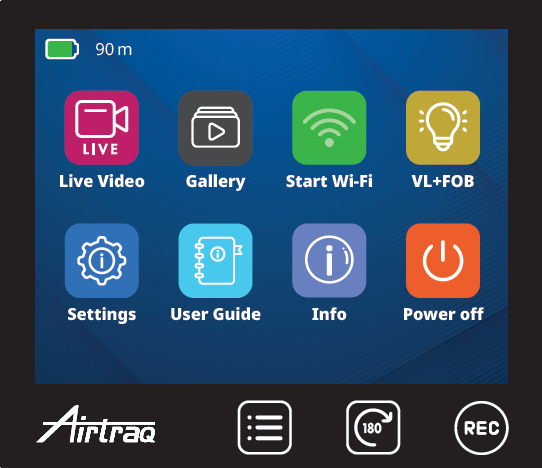 90 m
LIVE
Live Video Gallery Start Wi-Fi VL+FOB
Settings User Guide Info Power off
Airtraq 180° REC